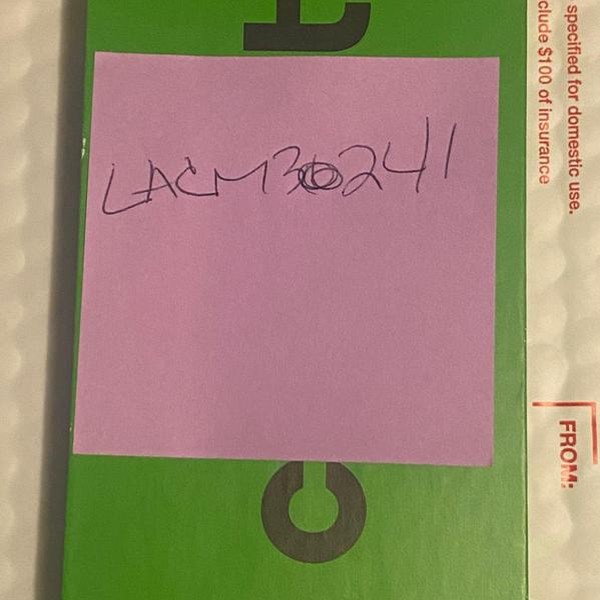 LACM30241
specified for domestic use.
clude $100 of insurance
FROM: